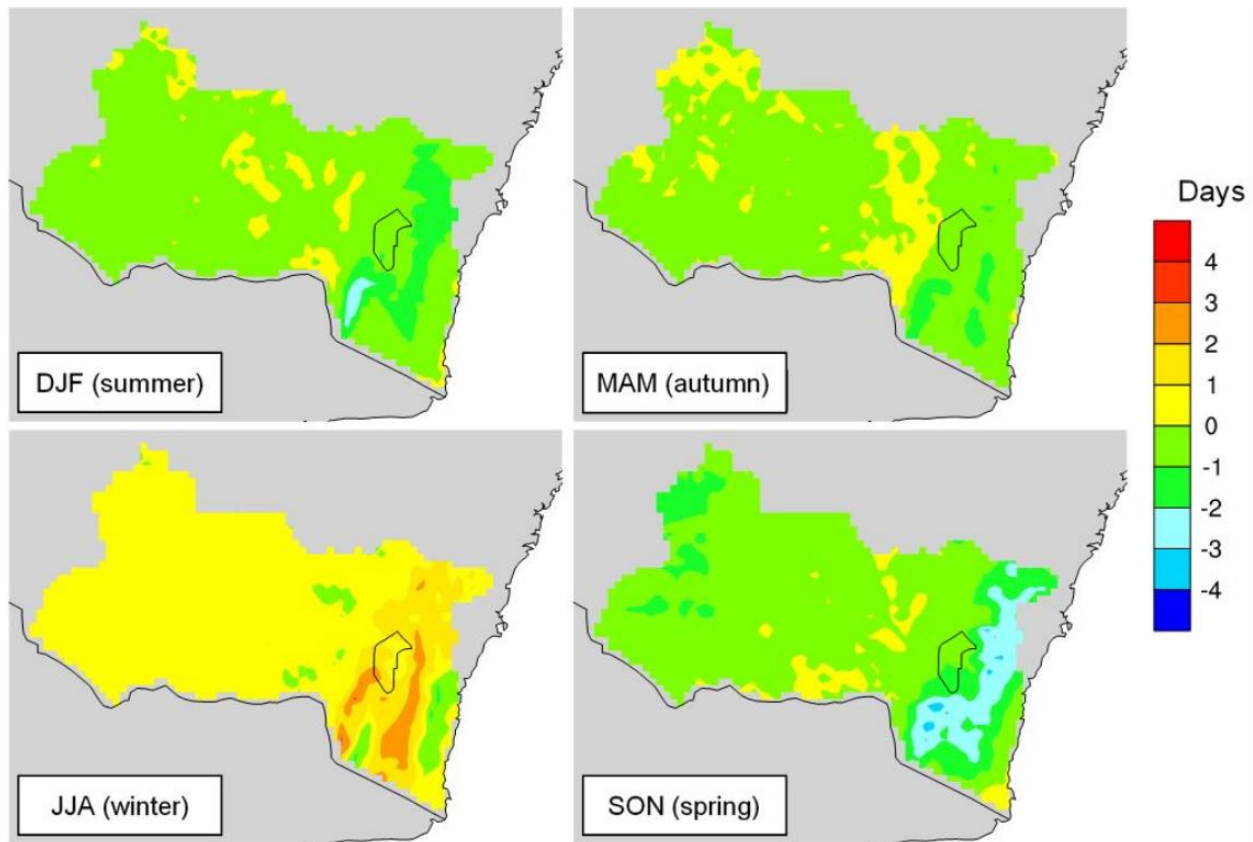 Days
4
3
2
1
0
-1
-2
-3
-4
DJF (summer)
MAM (autumn)
JJA (winter)
SON (spring)